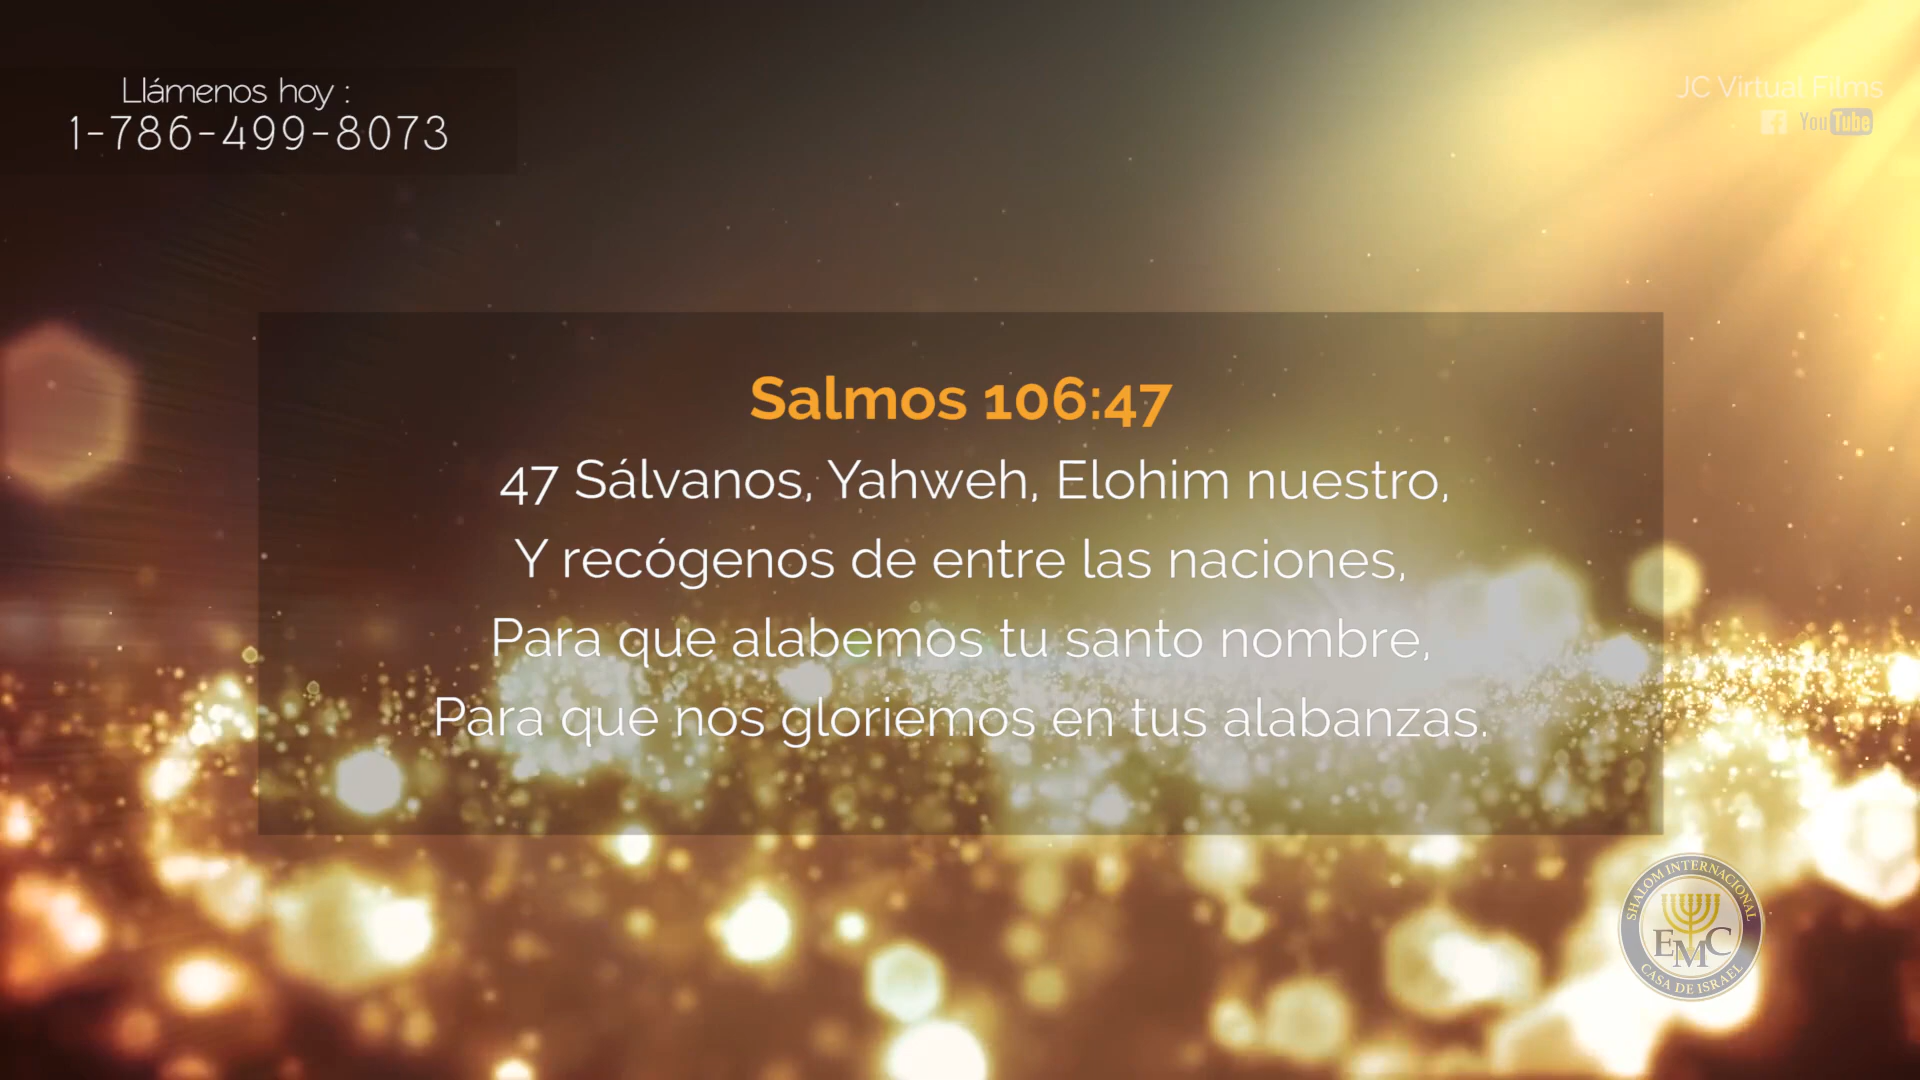 Llámenos hoy :
1-786-499-8073
JC Virtual Films
YouTube
Salmos 106:47
47 Sálvanos, Yahweh, Elohim nuestro,
Y recógenos de entre las naciones,
Para que alabemos tu santo nombre,
Para que nos gloriemos en tus alabanzas.
SHALOM INTERNACIONAL
EMC
CASA DE ISRAEL